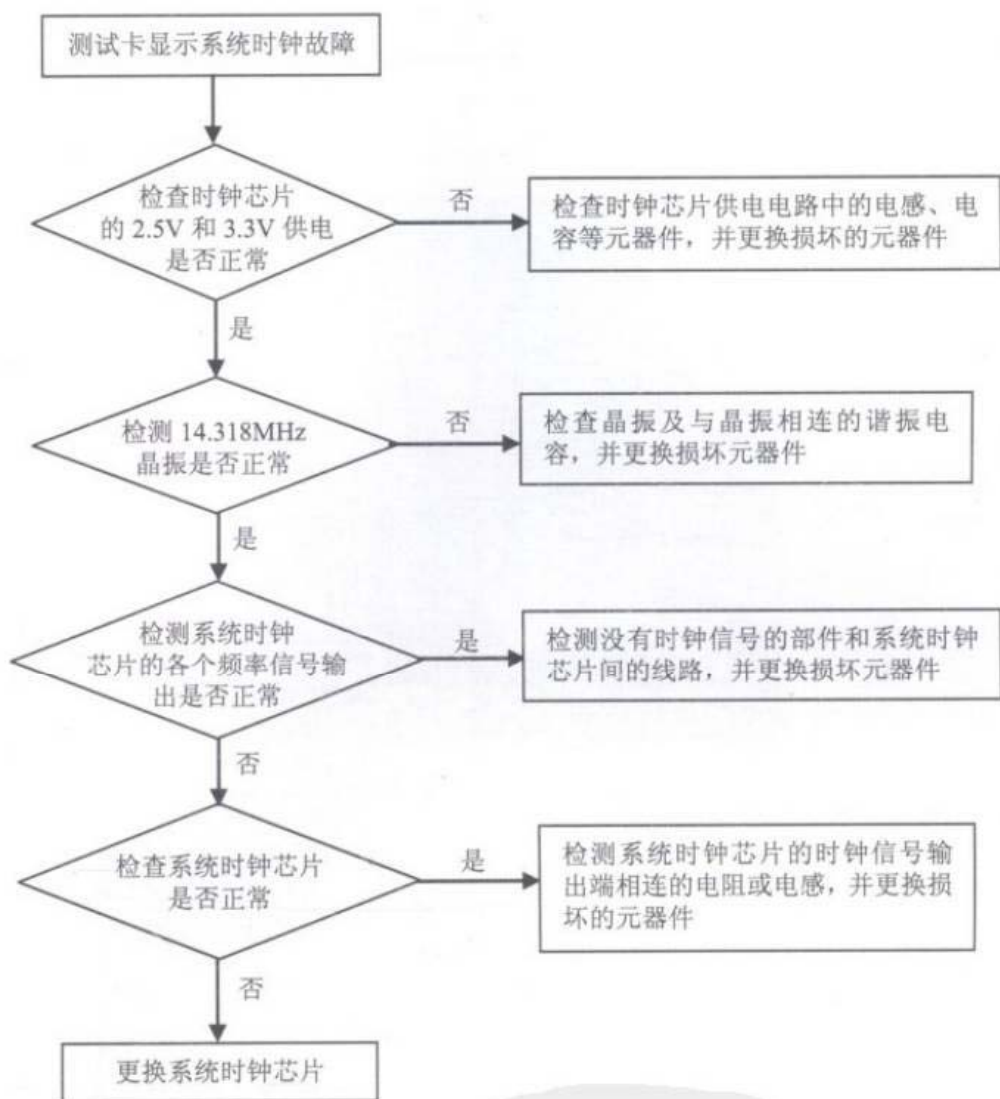 测试卡显示系统时钟故障
检查时钟芯片
的 2.5V 和 3.3V 供电
是否正常
否
检查时钟芯片供电电路中的电感、电
容等元器件，并更换损坏的元器件
是
检测 14.318MHz
晶振是否正常
否
检查晶振及与晶振相连的谐振电
容，并更换损坏元器件
是
检测系统时钟
芯片的各个频率信号输
出是否正常
是
检测没有时钟信号的部件和系统时钟
芯片间的线路，并更换损坏元器件
否
检查系统时钟芯片
是否正常
是
检测系统时钟芯片的时钟信号输
出端相连的电阻或电感，并更换损
坏的元器件
否
更换系统时钟芯片